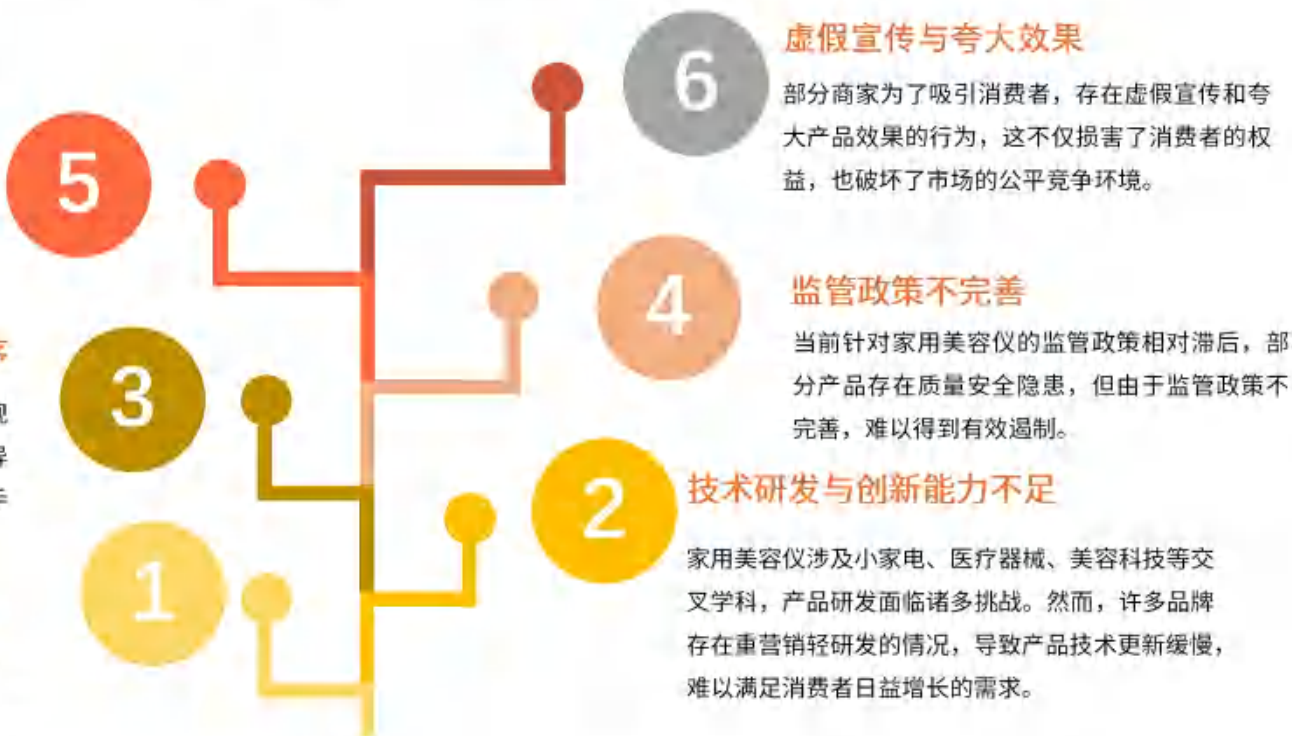 6
虚假宣传与夸大效果
部分商家为了吸引消费者，存在虚假宣传和夸
大产品效果的行为，这不仅损害了消费者的权
益，也破坏了市场的公平竞争环境。
5
4
监管政策不完善
当前针对家用美容仪的监管政策相对滞后，部
分产品存在质量安全隐患，但由于监管政策不
完善，难以得到有效遏制。
3
2
技术研发与创新能力不足
家用美容仪涉及小家电、医疗器械、美容科技等交
叉学科，产品研发面临诸多挑战。然而，许多品牌
存在重营销轻研发的情况，导致产品技术更新缓慢，
难以满足消费者日益增长的需求。
1